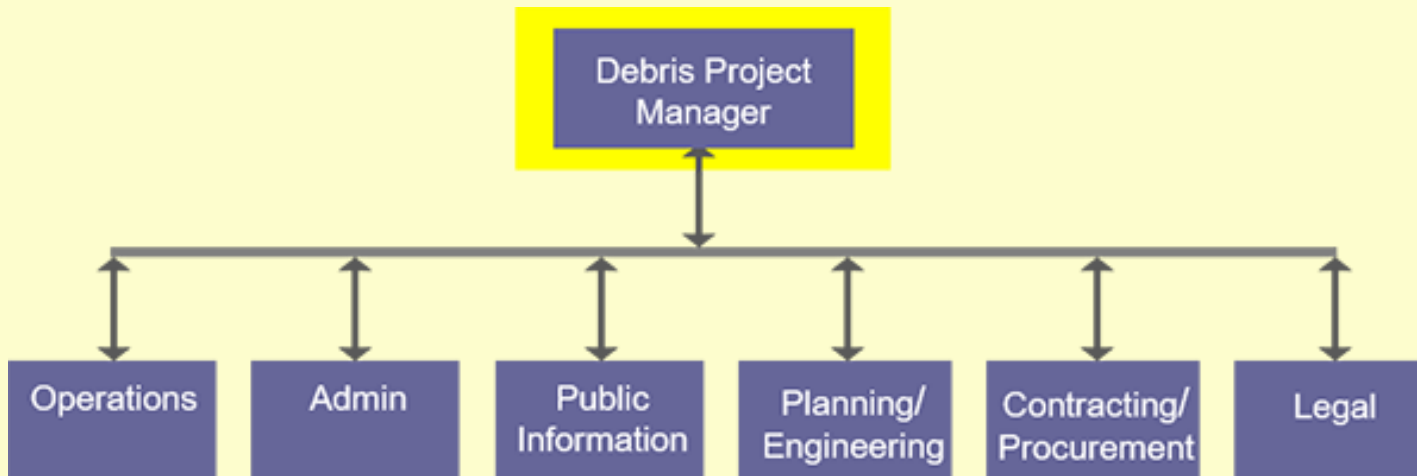 Debris Project
Manager
Operations
Admin
Public
Information
Planning/
Engineering
Contracting/
Procurement
Legal